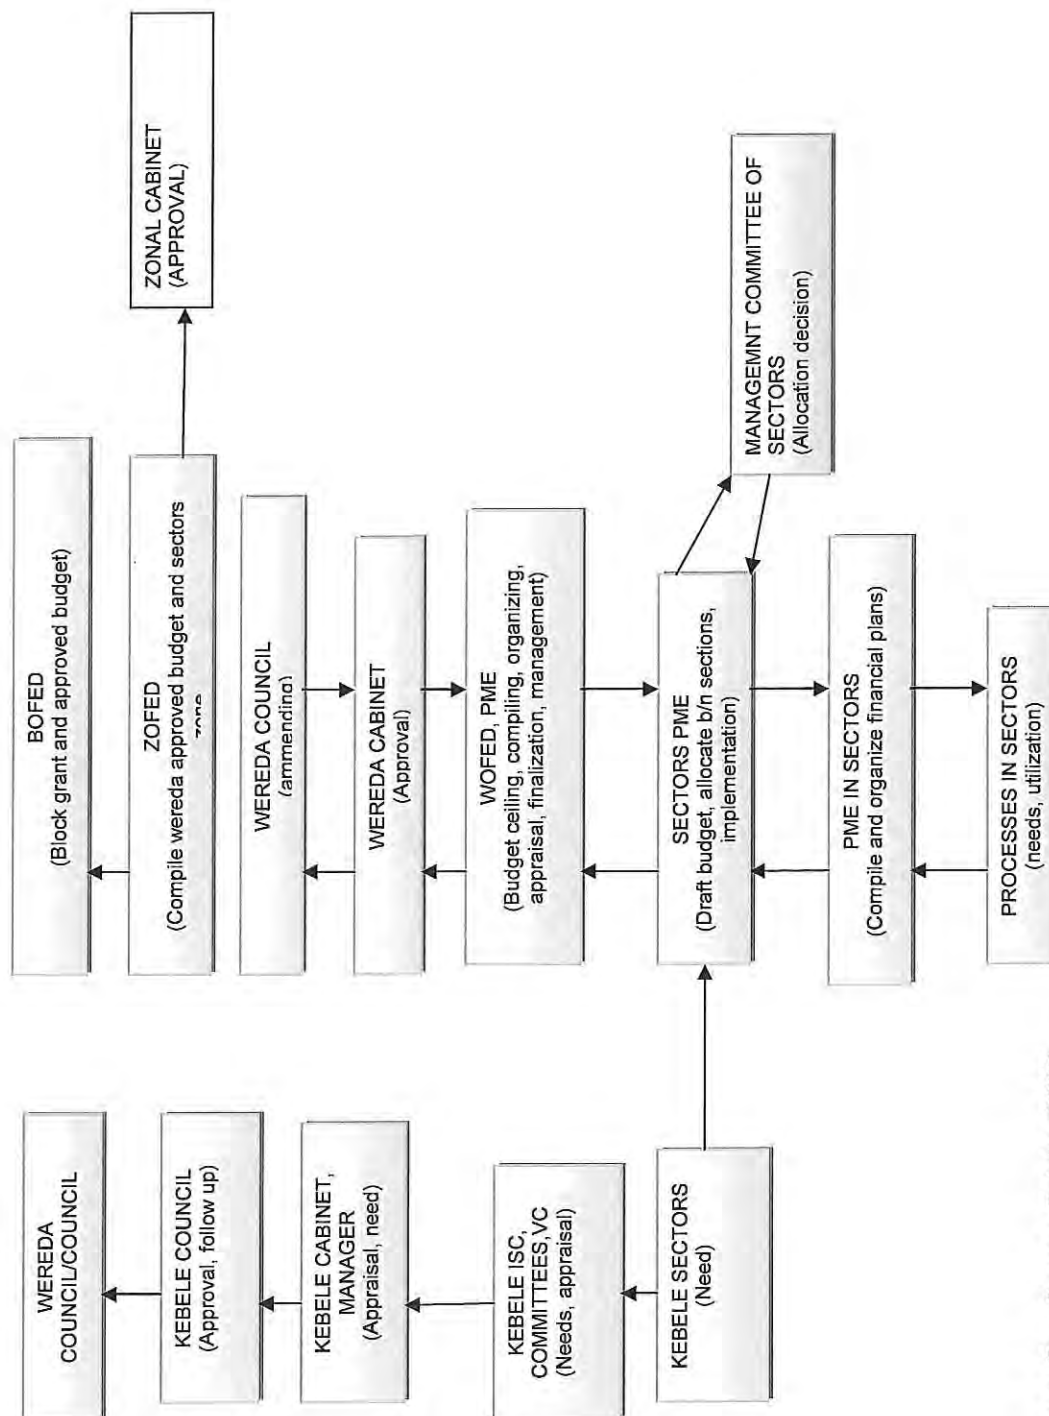 WEREDA
COUNCIL/COUNCIL
KEBELE COUNCIL
(Approval, follow up)
KEBELE CABINET,
MANAGER
(Appraisal, need)
KEBELE ISC,
COMMITTEES,VC
(Needs, appraisal)
KEBELE SECTORS
(Need)
BOFED
(Block grant and approved budget)
ZOFED
(Compile wereda approved budget and sectors
WEREDA COUNCIL
(ammending)
WEREDA CABINET
(Approval)
WOFED, PME
(Budget ceiling, compiling, organizing,
appraisal, finalization, management)
SECTORS PME
(Draft budget, allocate b/n sections,
implementation)
PME IN SECTORS
(Compile and organize financial plans)
PROCESSES IN SECTORS
(needs, utilization)
ZONAL CABINET
(APPROVAL)
MANAGEMNT COMMITTEE OF
SECTORS
(Allocation decision)